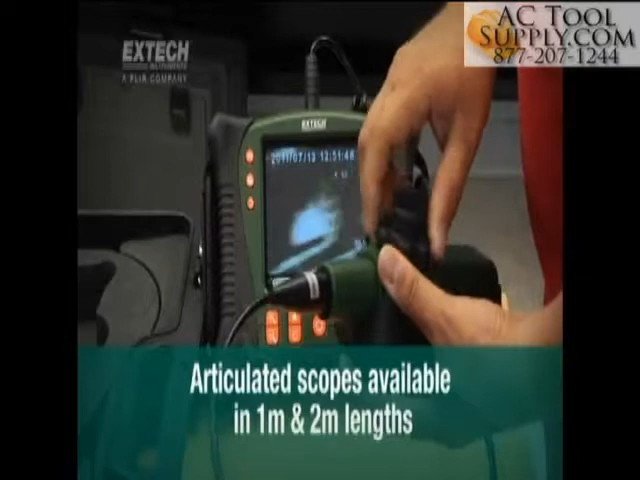 AC TOOL
SUPPLY.COM
877-207-1244
EXTECH
INSTRUMENTS
A FLIR COMPANY
EXTECH
2011/07/13 12:51:48
Articulated scopes available
in 1m & 2m lengths